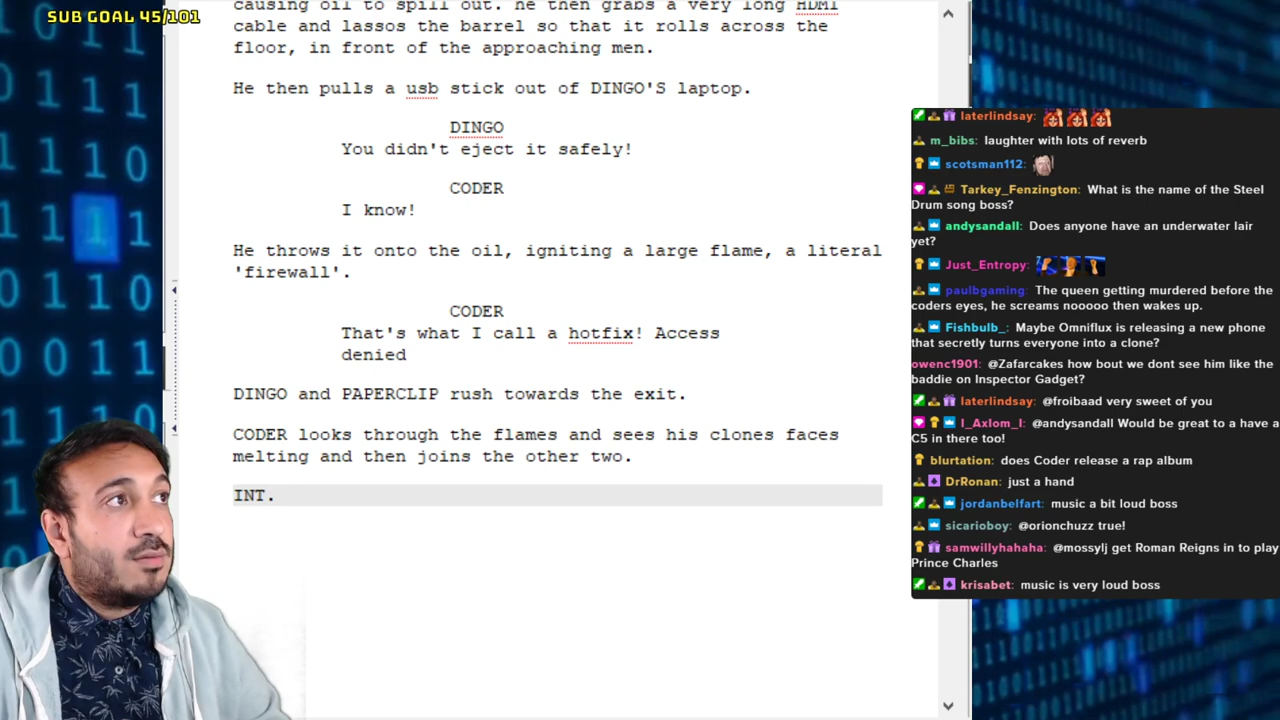 SUB GOAL 45/101
causing oil to spill out. He then grabs a very long HDMI
cable and lassos the barrel so that it rolls across the
floor, in front of the approaching men.
He then pulls a usb stick out of DINGO'S laptop.
DINGO
You didn't eject it safely!
CODER
I know!
He throws it onto the oil, igniting a large flame, a literal
'firewall'.
CODER
That's what I call a hotfix! Access
denied
DINGO and PAPERCLIP rush towards the exit.
CODER looks through the flames and sees his clones faces
melting and then joins the other two.
INT.
laterlindsay:
m_bibs: laughter with lots of reverb
scotsman112:
Tarkey_Fenzington: What is the name of the Steel
Drum song boss?
andysandall: Does anyone have an underwater lair
yet?
Just_Entropy:
paulbgaming: The queen getting murdered before the
coders eyes, he screams nooooo then wakes up.
Fishbulb_: Maybe Omniflux is releasing a new phone
that secretly turns everyone into a clone?
owenc1901: @Zafarcakes how bout we dont see him like the
baddie on Inspector Gadget?
laterlindsay: @froibaad very sweet of you
I_AxIom_I: @andysandall Would be great to a have a
C5 in there too!
blurtation: does Coder release a rap album
DrRonan: just a hand
jordanbelfart: music a bit loud boss
sicarioboy: @orionchuzz true!
samwillyhahaha: @mossylj get Roman Reigns in to play
Prince Charles
krisabet: music is very loud boss